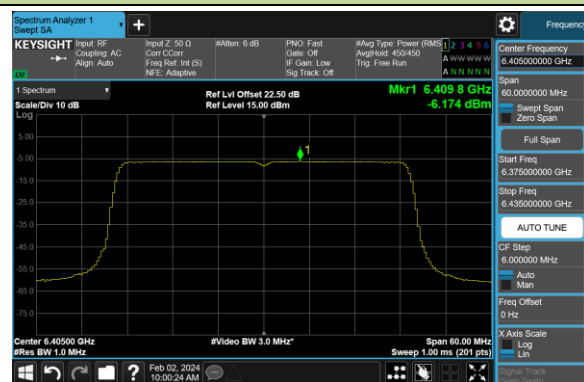 Spectrum Analyzer 1
Swept SA
+
Frequency
KEYSIGHT
Input: RF
Coupling: AC
Align: Auto
Input Z: 50 Ω
Corr CCorr
Freq Ref: Int (S)
NFE: Adaptive
#Atten: 6 dB
PNO: Fast
Gate: Off
IF Gain: Low
Sig Track: Off
#Avg Type: Power (RMS
Avg|Hold: 450/450
Trig: Free Run
1 2 3 4 5 6
A W W W W W
A N N N N N
LXI
1 Spectrum
Scale/Div 10 dB
Log
Ref Lvl Offset 22.50 dB
Ref Level 15.00 dBm
Mkr1 6.409 8 GHz
-6.174 dBm
5.00
-5.00
-15.0
-25.0
-35.0
-45.0
-55.0
-65.0
-75.0
1
Center 6.40500 GHz
#Res BW 1.0 MHz
#Video BW 3.0 MHz*
Span 60.00 MHz
Sweep 1.00 ms (201 pts)
Center Frequency
6.405000000 GHz
Span
60.0000000 MHz
Swept Span
Zero Span
Full Span
Start Freq
6.375000000 GHz
Stop Freq
6.435000000 GHz
AUTO TUNE
CF Step
6.000000 MHz
Auto
Man
Freq Offset
0 Hz
X Axis Scale
Log
Lin
Signal Track
?
Feb 02, 2024
10:00:24 AM